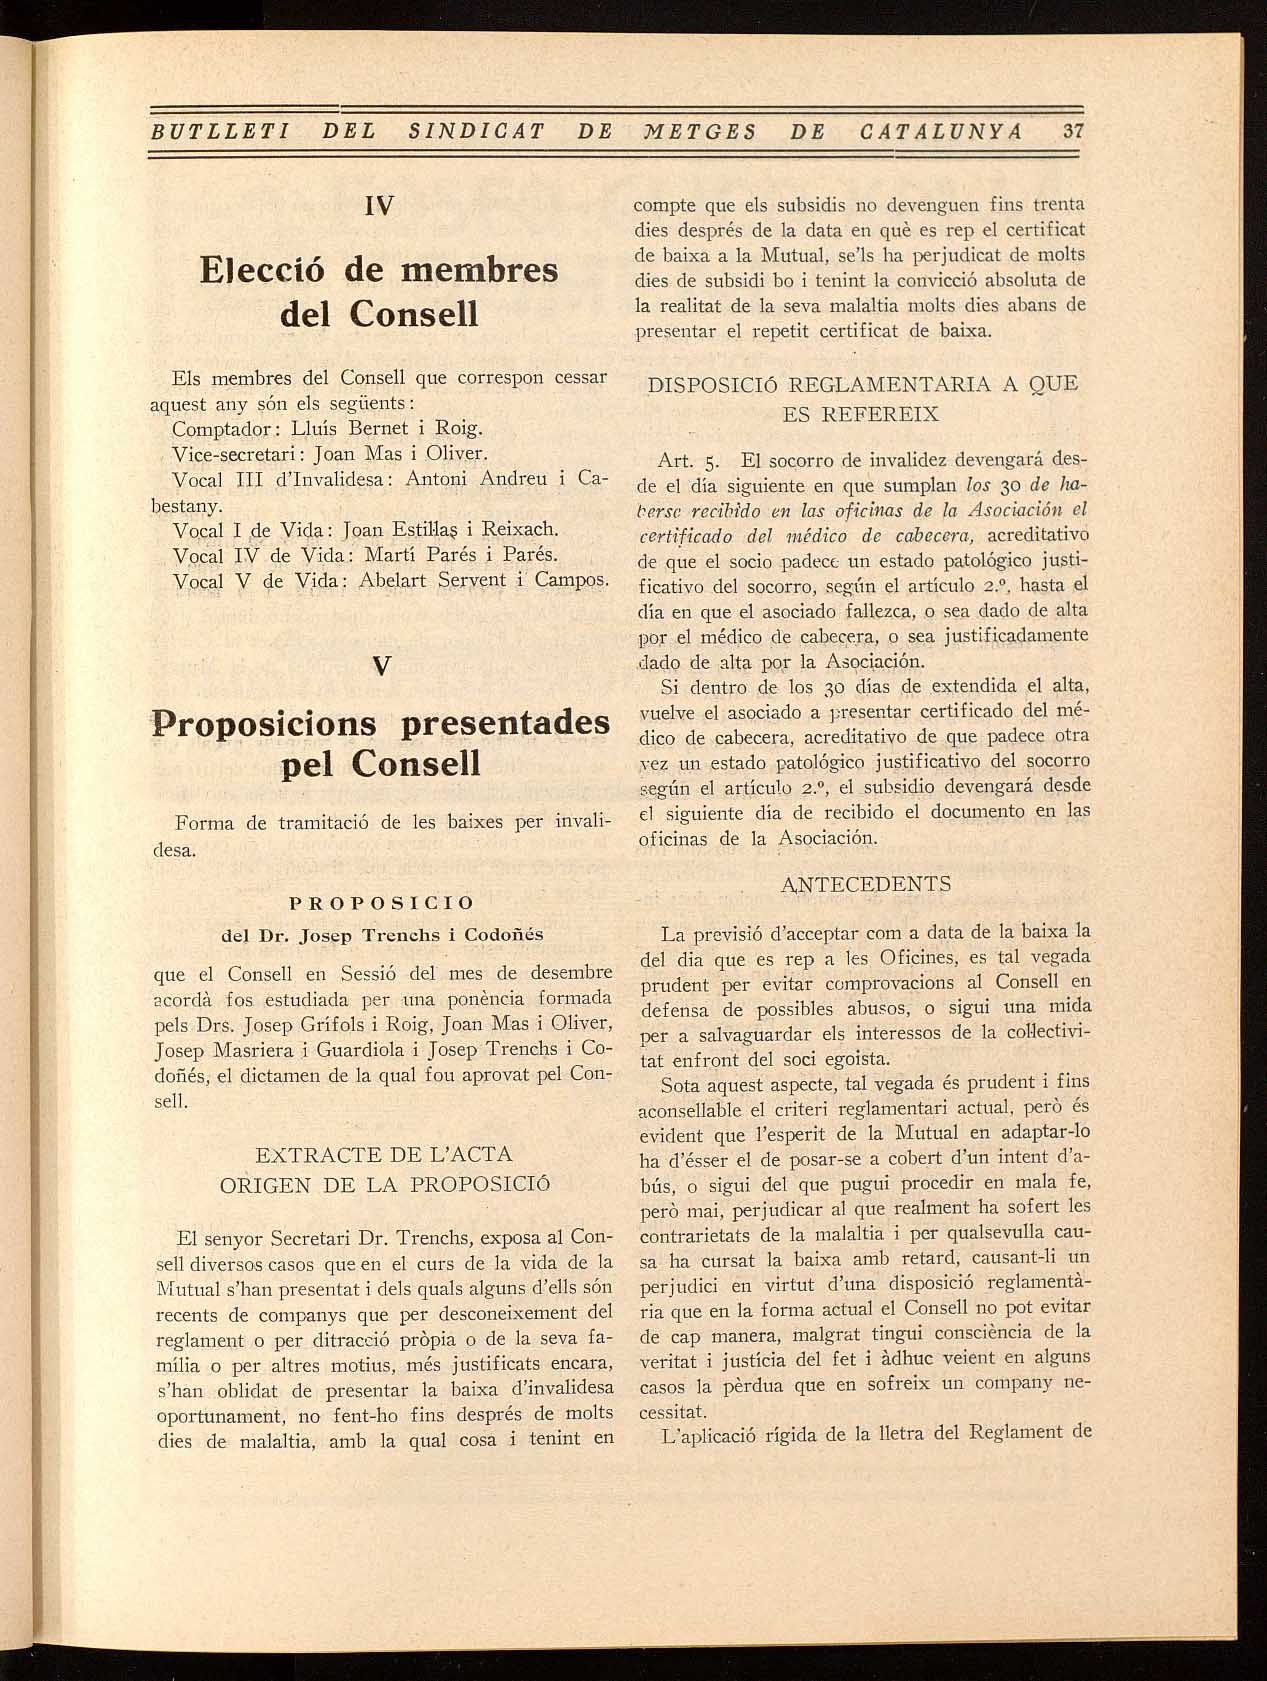 BUTLLETI DEL SINDICAT DE METGES DE CATALUNYA 37
IV
Elecció de membres
del Consell
Els membres del Consell que correspon cessar
aquest any són els següents:
Comptador: Lluís Bernet i Roig.
Vice-secretari: Joan Mas i Oliver.
Vocal III d'Invalidesa: Antoni Andreu i Ca-
bestany.
Vocal I de Vida: Joan Estil·las i Reixach.
Vocal IV de Vida: Martí Parés i Parés.
Vocal V de Vida: Abelart Servent i Campos.
V
Proposicions presentades
pel Consell
Forma de tramitació de les baixes per invali-
desa.
PROPOSICIO
del Dr. Josep Trenchs i Codoñés
que el Consell en Sessió del mes de desembre
acordà fos estudiada per una ponència formada
pels Drs. Josep Grífols i Roig, Joan Mas i Oliver,
Josep Masriera i Guardiola i Josep Trenchs i Co-
doñés, el dictamen de la qual fou aprovat pel Con-
sell.
EXTRACTE DE L'ACTA
ORIGEN DE LA PROPOSICIÓ
El senyor Secretari Dr. Trenchs, exposa al Con-
sell diversos casos que en el curs de la vida de la
Mutual s'han presentat i dels quals alguns d'ells són
recents de companys que per desconeixement del
reglament o per ditracció pròpia o de la seva fa-
mília o per altres motius, més justificats encara,
s'han oblidat de presentar la baixa d'invalidesa
oportunament, no fent-ho fins després de molts
dies de malaltia, amb la qual cosa i tenint en
compte que els subsidis no devenguen fins trenta
dies després de la data en què es rep el certificat
de baixa a la Mutual, se'ls ha perjudicat de molts
dies de subsidi bo i tenint la convicció absoluta de
la realitat de la seva malaltia molts dies abans de
presentar el repetit certificat de baixa.
DISPOSICIÓ REGLAMENTARIA A QUE
ES REFEREIX
Art. 5. El socorro de invalidez devengará des-
de el día siguiente en que sumplan los 30 de ha-
berse recibido en las oficinas de la Asociación el
certificado del médico de cabecera, acreditativo
de que el socio padece un estado patológico justi-
ficativo del socorro, según el artículo 2.º, hasta el
día en que el asociado fallezca, o sea dado de alta
por el médico de cabecera, o sea justificadamente
dado de alta por la Asociación.
Si dentro de los 30 días de extendida el alta,
vuelve el asociado a presentar certificado del mé-
dico de cabecera, acreditativo de que padece otra
vez un estado patológico justificativo del socorro
según el artículo 2.º, el subsidio devengará desde
el siguiente día de recibido el documento en las
oficinas de la Asociación.
ANTECEDENTS
La previsió d'acceptar com a data de la baixa la
del dia que es rep a les Oficines, es tal vegada
prudent per evitar comprovacions al Consell en
defensa de possibles abusos, o sigui una mida
per a salvaguardar els interessos de la col·lectivi-
tat enfront del soci egoista.
Sota aquest aspecte, tal vegada és prudent i fins
aconsellable el criteri reglamentari actual, però és
evident que l'esperit de la Mutual en adaptar-lo
ha d'ésser el de posar-se a cobert d'un intent d'a-
bús, o sigui del que pugui procedir en mala fe,
però mai, perjudicar al que realment ha sofert les
contrarietats de la malaltia i per qualsevulla cau-
sa ha cursat la baixa amb retard, causant-li un
perjudici en virtut d'una disposició reglamentà-
ria que en la forma actual el Consell no pot evitar
de cap manera, malgrat tingui consciència de la
veritat i justícia del fet i àdhuc veient en alguns
casos la pèrdua que en sofreix un company ne-
cessitat.
L'aplicació rígida de la lletra del Reglament de